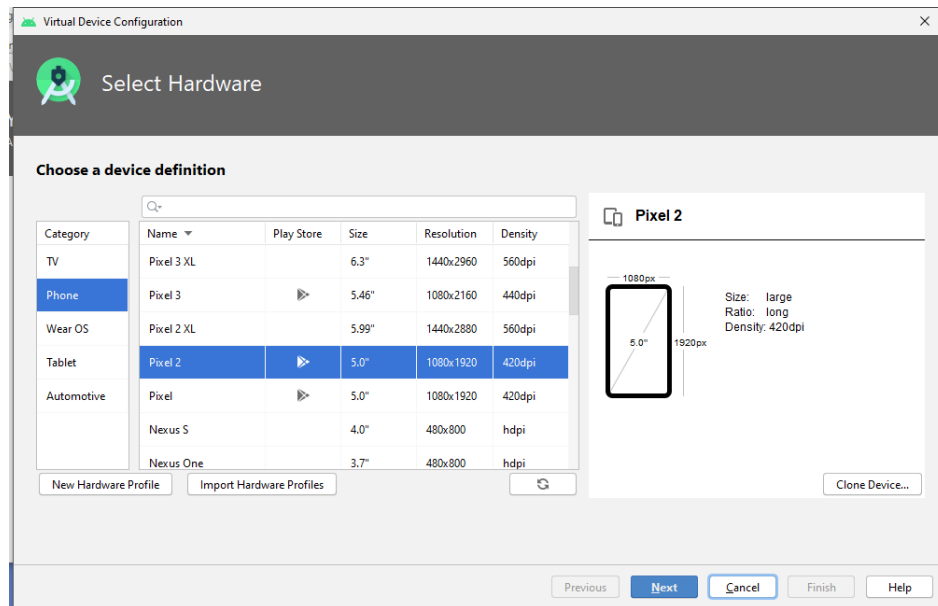 Virtual Device Configuration
Select Hardware
Choose a device definition
Category
TV
Phone
Wear OS
Tablet
Automotive
Name Play Store Size Resolution Density
Pixel 3 XL 6.3" 1440x2960 560dpi
Pixel 3 5.46" 1080x2160 440dpi
Pixel 2 XL 5.99" 1440x2880 560dpi
Pixel 2 5.0" 1080x1920 420dpi
Pixel 5.0" 1080x1920 420dpi
Nexus S 4.0" 480x800 hdpi
Nexus One 3.7" 480x800 hdpi
New Hardware Profile Import Hardware Profiles
Pixel 2
1080px
5.0" 1920px
Size: large
Ratio: long
Density: 420dpi
Clone Device...
Previous Next Cancel Finish Help